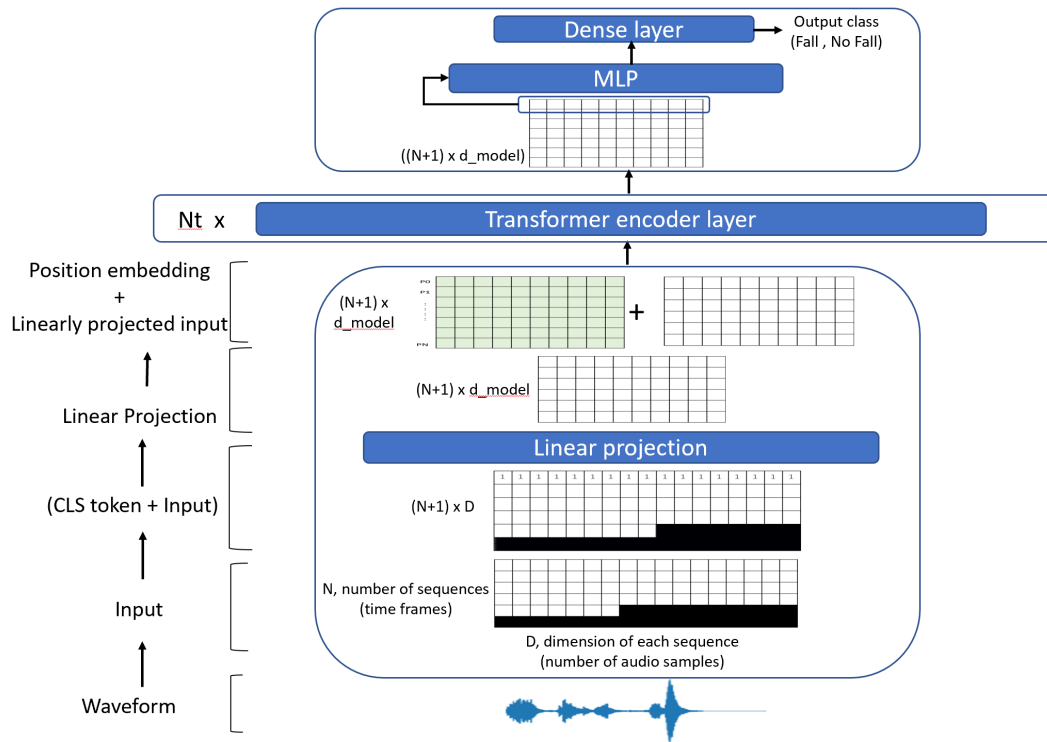 Dense layer
Output class
(Fall , No Fall)
MLP
((N+1) x d_model)
Nt x
Transformer encoder layer
Position embedding
+
Linearly projected input
(N+1) x
d_model
P0
P1
PN
+
(N+1) x d_model
Linear Projection
Linear projection
1 1 1 1 1 1 1 1 1 1 1 1 1 1 1 1
(CLS token + Input)
(N+1) x D
N, number of sequences
(time frames)
Input
D, dimension of each sequence
(number of audio samples)
Waveform